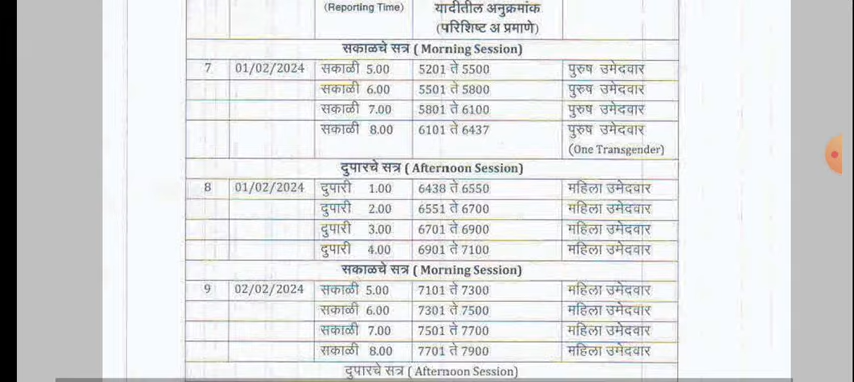 (Reporting Time) यादीतील अनुक्रमांक
(परिशिष्ट अ प्रमाणे)
सकाळचे सत्र ( Morning Session)
7 01/02/2024 सकाळी 5.00 5201 ते 5500 पुरुष उमेदवार
सकाळी 6.00 5501 ते 5800 पुरुष उमेदवार
सकाळी 7.00 5801 ते 6100 पुरुष उमेदवार
सकाळी 8.00 6101 ते 6437 पुरुष उमेदवार
(One Transgender)
दुपारचे सत्र ( Afternoon Session)
8 01/02/2024 दुपारी 1.00 6438 ते 6550 महिला उमेदवार
दुपारी 2.00 6551 ते 6700 महिला उमेदवार
दुपारी 3.00 6701 ते 6900 महिला उमेदवार
दुपारी 4.00 6901 ते 7100 महिला उमेदवार
सकाळचे सत्र ( Morning Session)
9 02/02/2024 सकाळी 5.00 7101 ते 7300 महिला उमेदवार
सकाळी 6.00 7301 ते 7500 महिला उमेदवार
सकाळी 7.00 7501 ते 7700 महिला उमेदवार
सकाळी 8.00 7701 ते 7900 महिला उमेदवार
दुपारचे सत्र ( Afternoon Session)